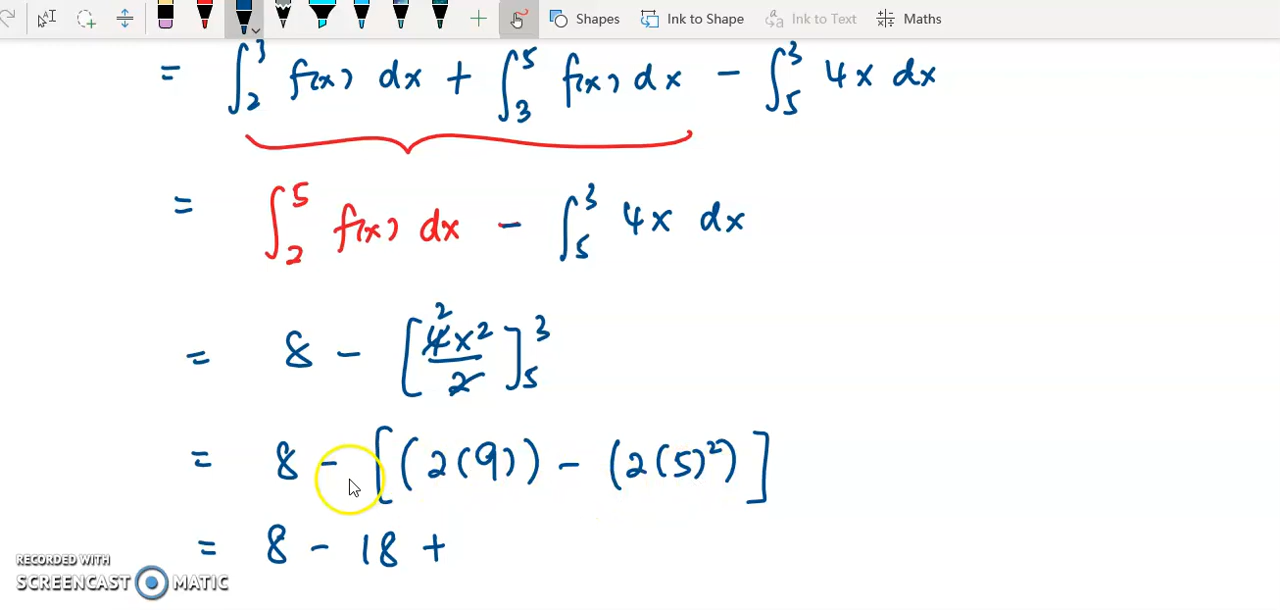 Shapes Ink to Shape Ink to Text Maths
= ∫₂³ f(x) dx + ∫₃⁵ f(x) dx − ∫₅³ 4x dx
= ∫₂⁵ f(x) dx − ∫₅³ 4x dx
2
= 8 − [4x²/2]₅³
= 8 − [(2(9)) − (2(5)²)]
= 8 − 18 +
RECORDED WITH
SCREENCAST MATIC